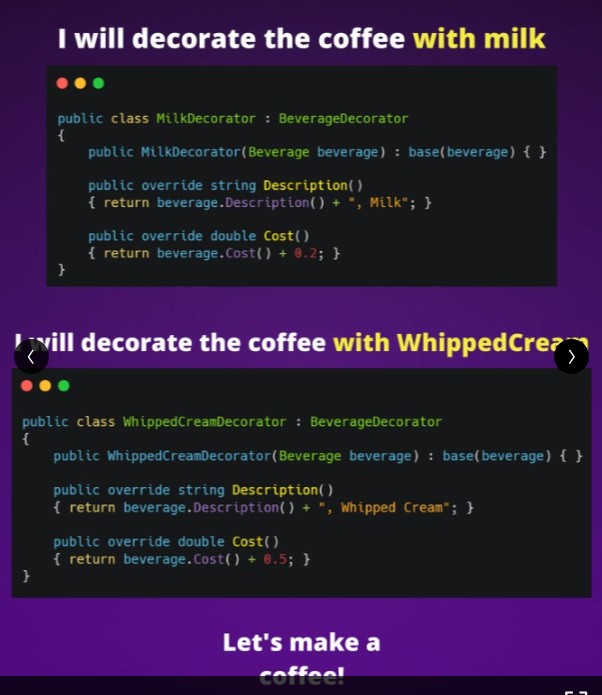 I will decorate the coffee with milk
public class MilkDecorator : BeverageDecorator
{
public MilkDecorator(Beverage beverage) : base(beverage) { }
public override string Description()
{ return beverage.Description() + ", Milk"; }
public override double Cost()
{ return beverage.Cost() + 0.2; }
}
I will decorate the coffee with WhippedCream
public class WhippedCreamDecorator : BeverageDecorator
{
public WhippedCreamDecorator(Beverage beverage) : base(beverage) { }
public override string Description()
{ return beverage.Description() + ", Whipped Cream"; }
public override double Cost()
{ return beverage.Cost() + 0.5; }
}
Let's make a
coffee!